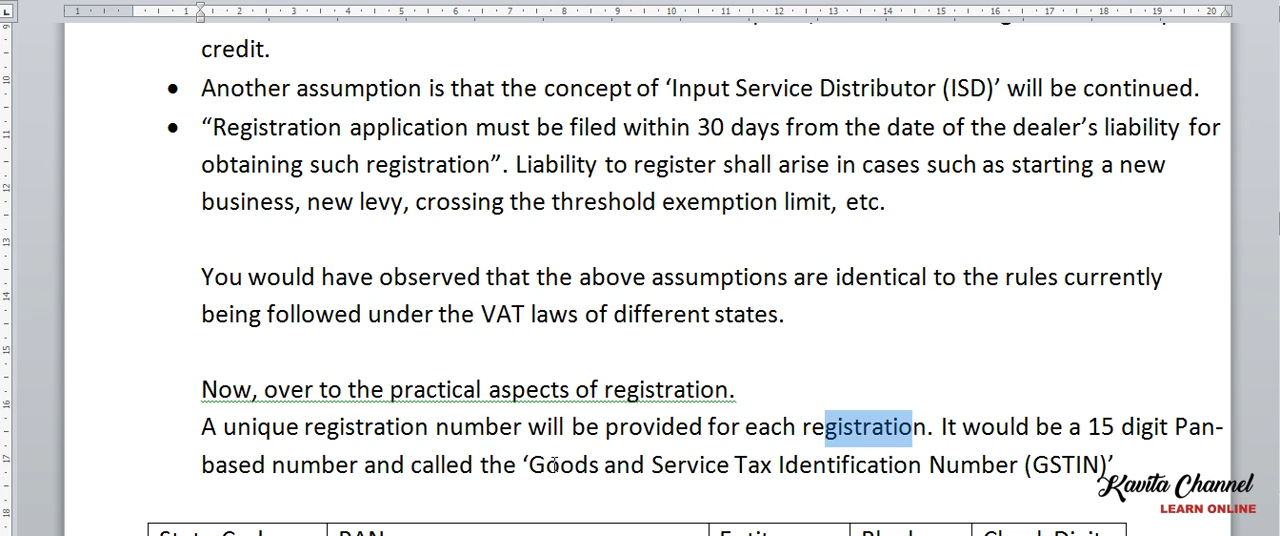 credit.
• Another assumption is that the concept of ‘Input Service Distributor (ISD)’ will be continued.
• “Registration application must be filed within 30 days from the date of the dealer’s liability for
obtaining such registration”. Liability to register shall arise in cases such as starting a new
business, new levy, crossing the threshold exemption limit, etc.
You would have observed that the above assumptions are identical to the rules currently
being followed under the VAT laws of different states.
Now, over to the practical aspects of registration.
A unique registration number will be provided for each registration. It would be a 15 digit Pan-
based number and called the ‘Goods and Service Tax Identification Number (GSTIN)’
Kavita Channel
LEARN ONLINE